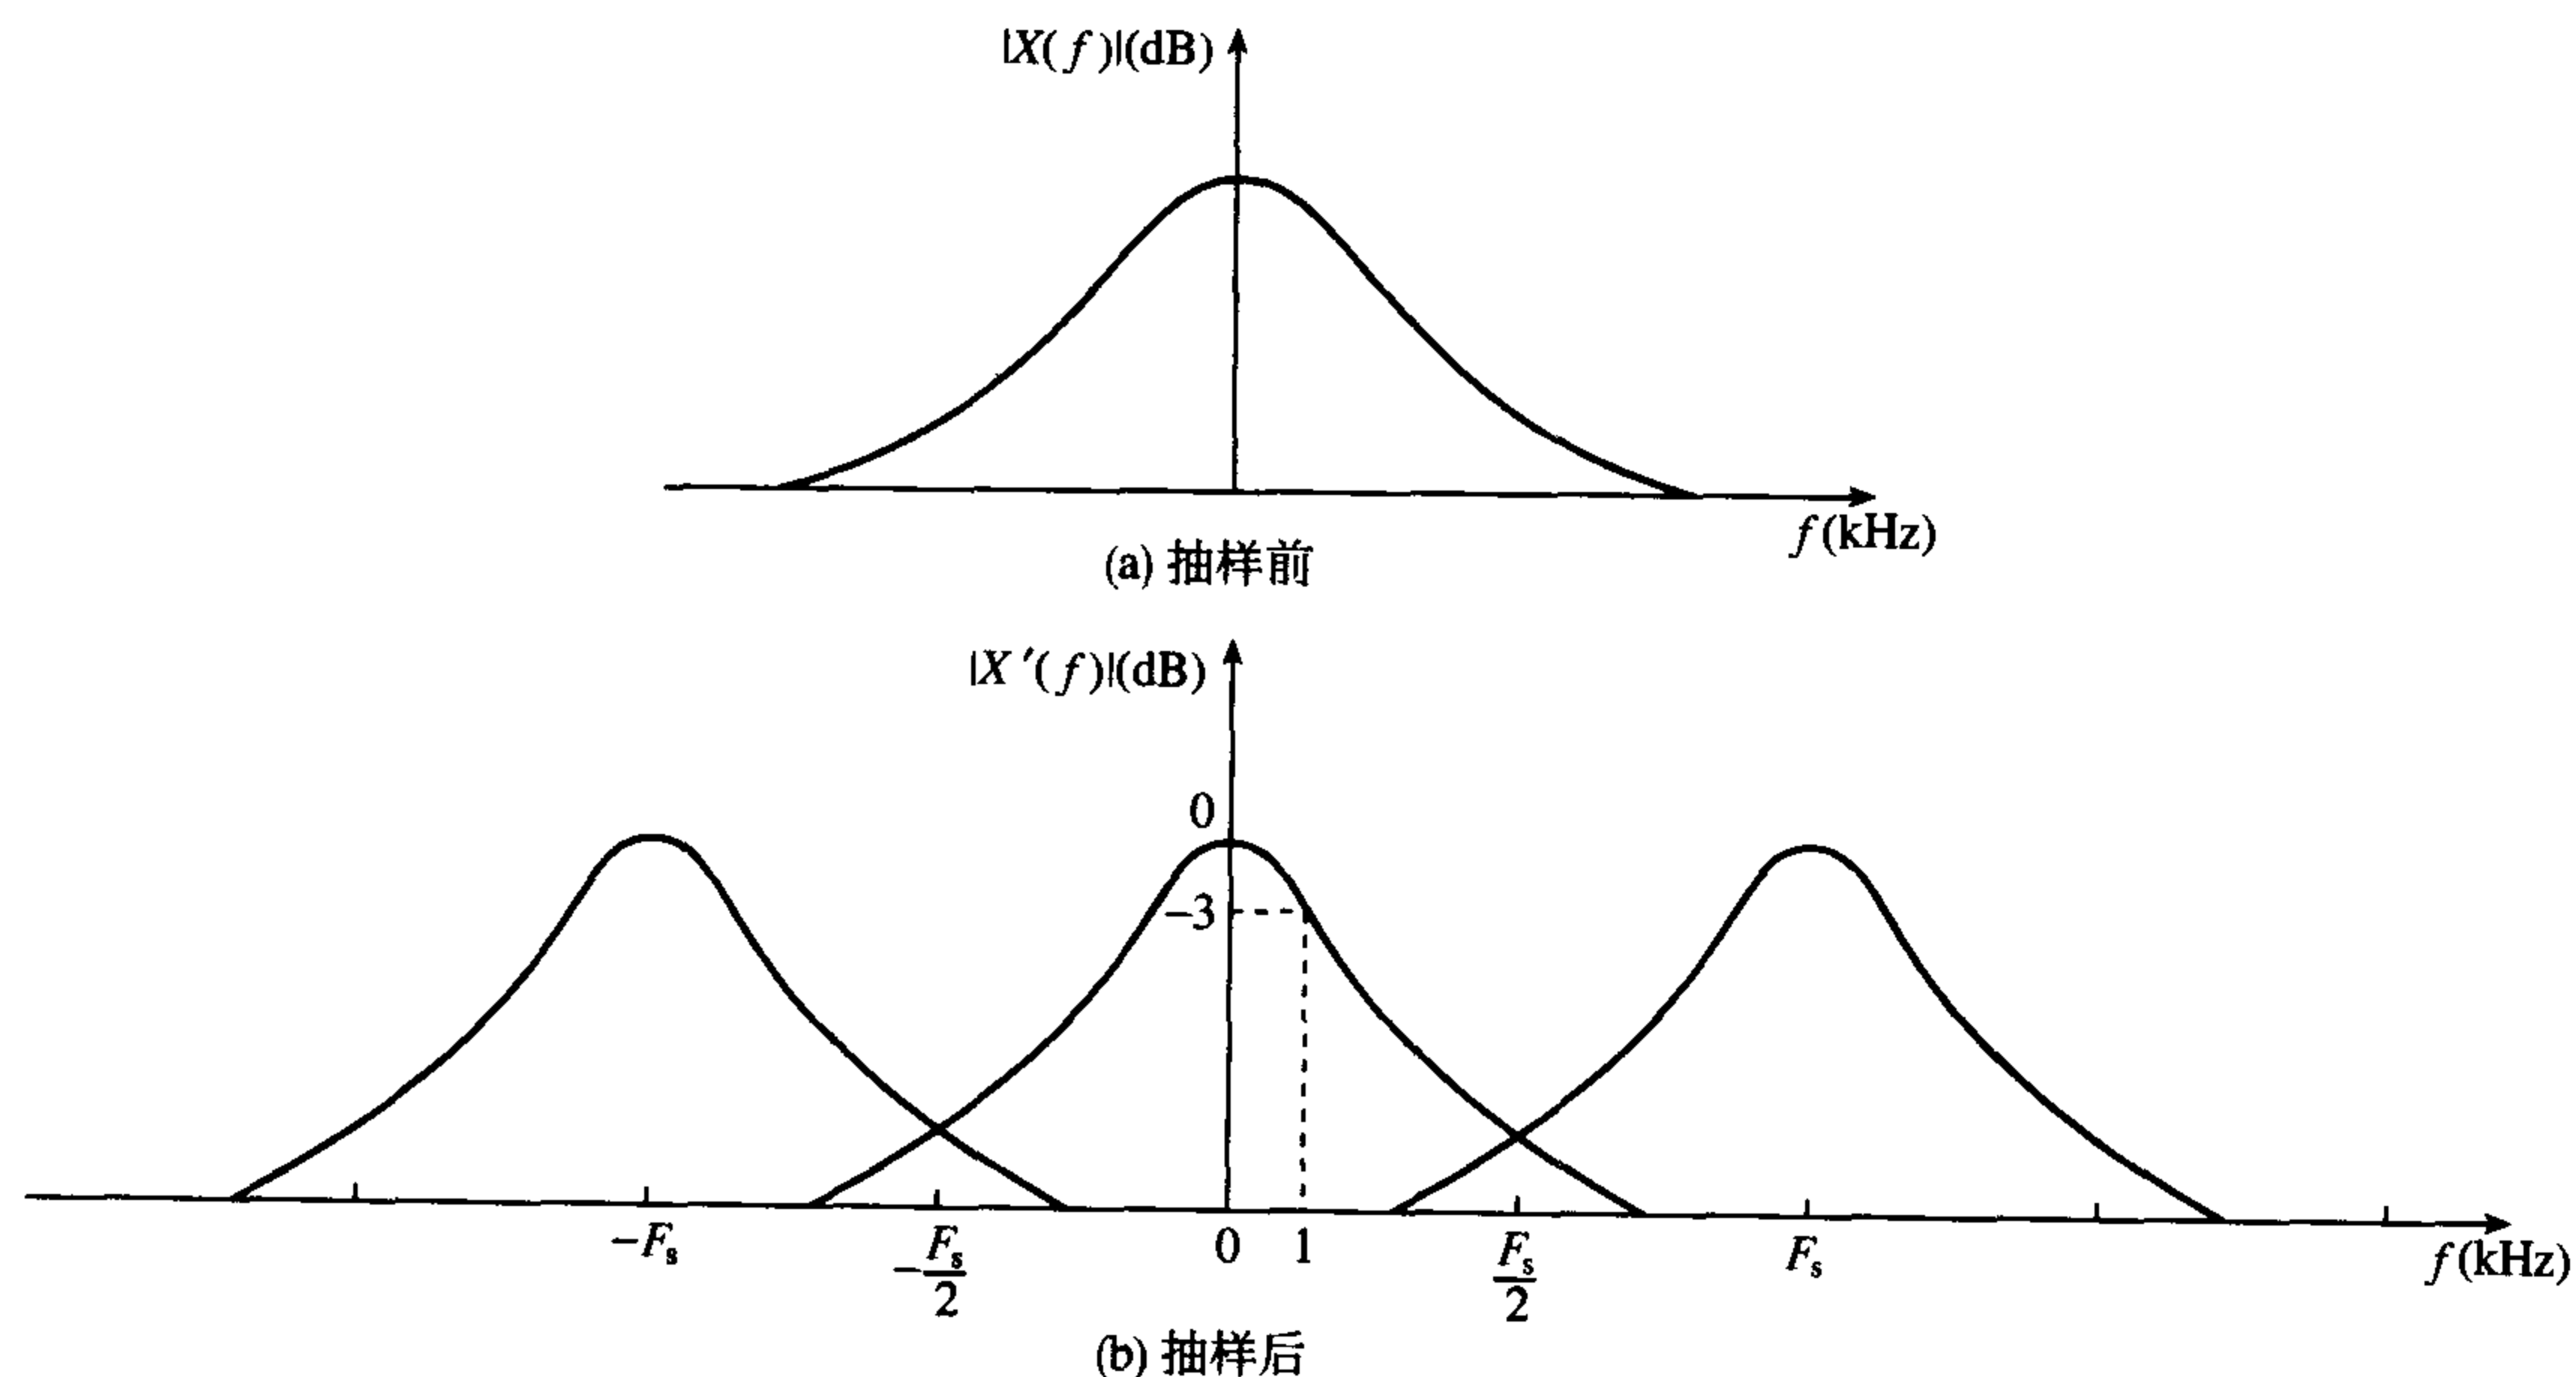 |X(f)|(dB)
f(kHz)
(a) 抽样前
|X′(f)|(dB)
0
−3
−Fs
−Fs/2
0
1
Fs/2
Fs
f(kHz)
(b) 抽样后